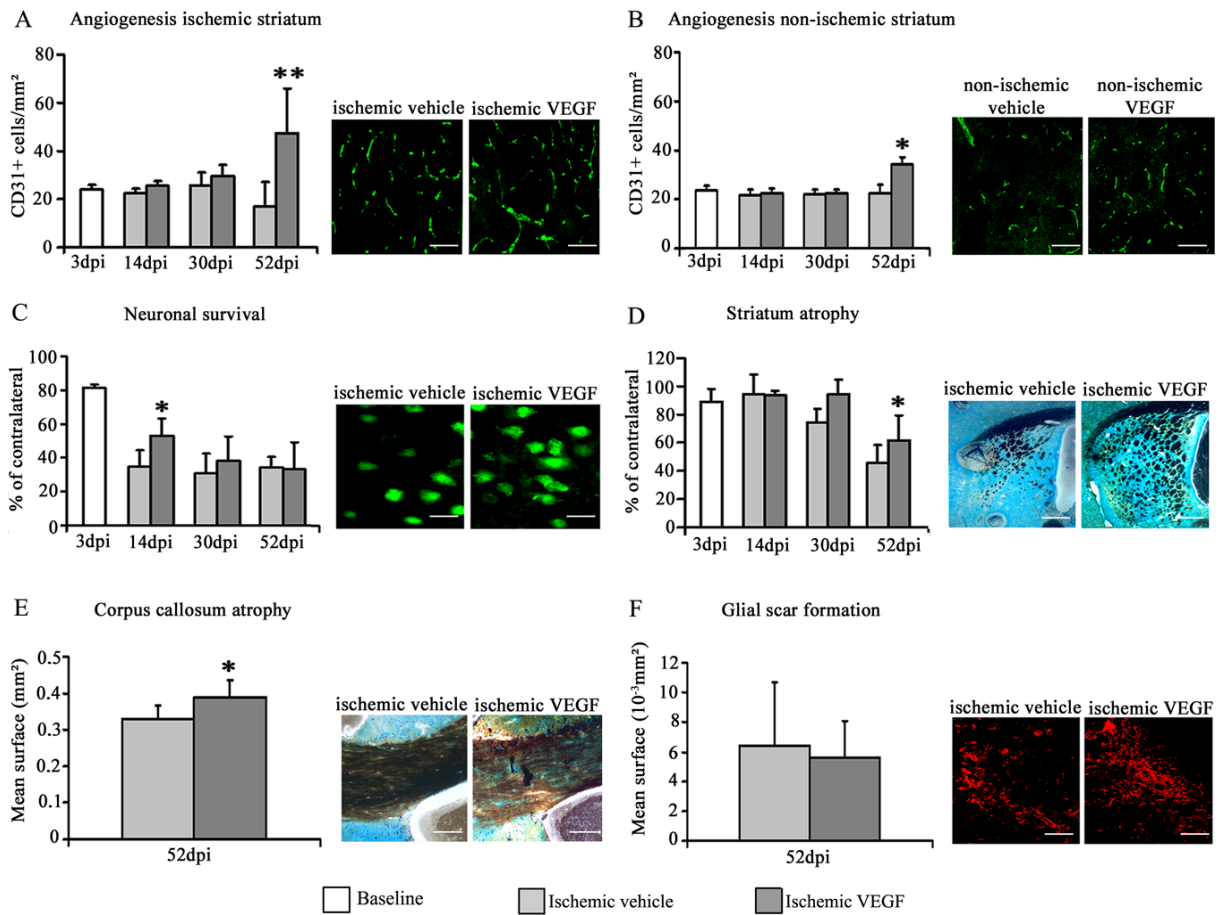 A Angiogenesis ischemic striatum
CD31+ cells/mm²
80
60
40
20
0
**
3dpi 14dpi 30dpi 52dpi
ischemic vehicle ischemic VEGF
B Angiogenesis non-ischemic striatum
CD31+ cells/mm²
80
60
40
20
0
*
3dpi 14dpi 30dpi 52dpi
non-ischemic vehicle
non-ischemic VEGF
C Neuronal survival
% of contralateral
100
80
60
40
20
0
*
3dpi 14dpi 30dpi 52dpi
ischemic vehicle ischemic VEGF
D Striatum atrophy
% of contralateral
120
100
80
60
40
20
0
*
3dpi 14dpi 30dpi 52dpi
ischemic vehicle ischemic VEGF
E Corpus callosum atrophy
Mean surface (mm²)
0.5
0.4
0.3
0.2
0.1
0
*
52dpi
ischemic vehicle ischemic VEGF
F Glial scar formation
Mean surface (10⁻³mm²)
12
10
8
6
4
2
0
52dpi
ischemic vehicle ischemic VEGF
Baseline Ischemic vehicle Ischemic VEGF